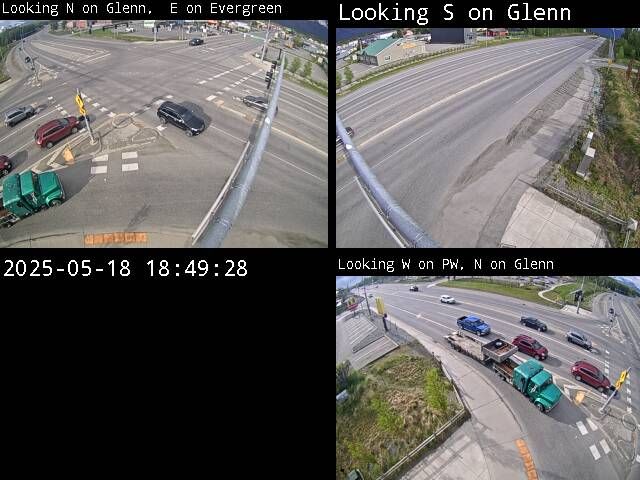 Looking N on Glenn,  E on Evergreen
Looking S on Glenn
2025-05-18 18:49:28
Looking W on PW, N on Glenn